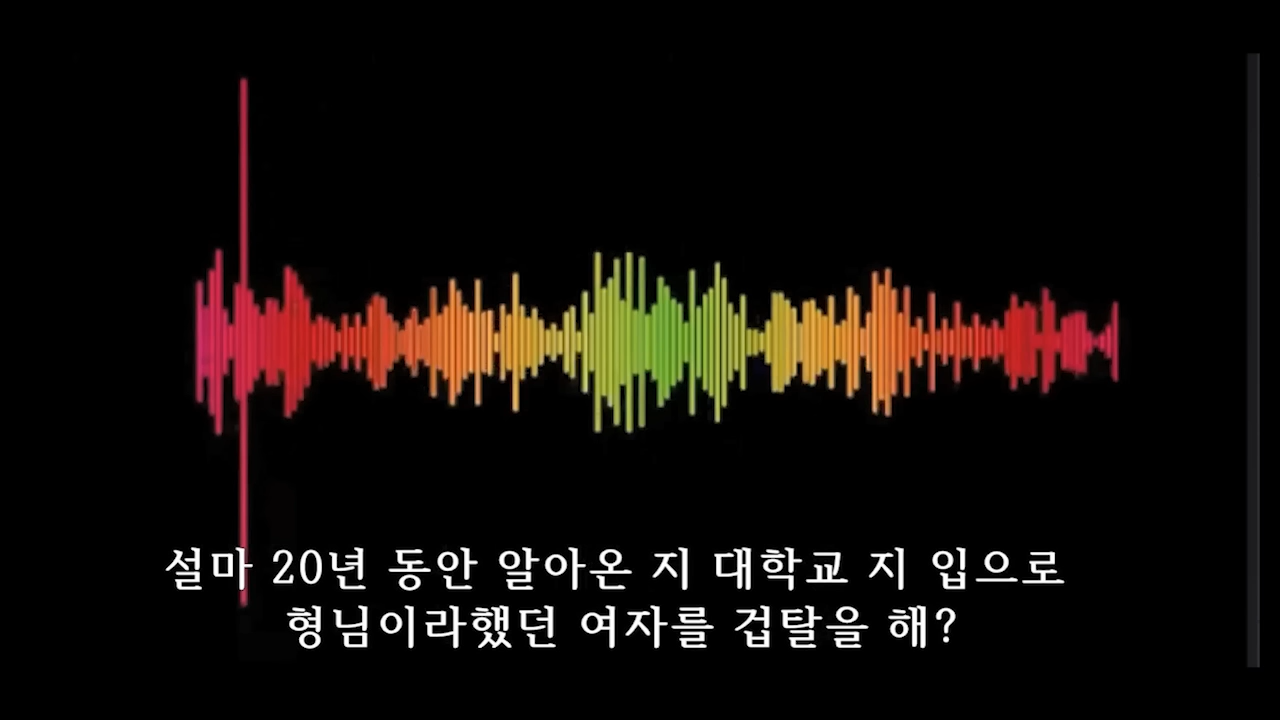 설마 20년 동안 알아온 지 대학교 지 입으로
형님이라했던 여자를 겁탈을 해?